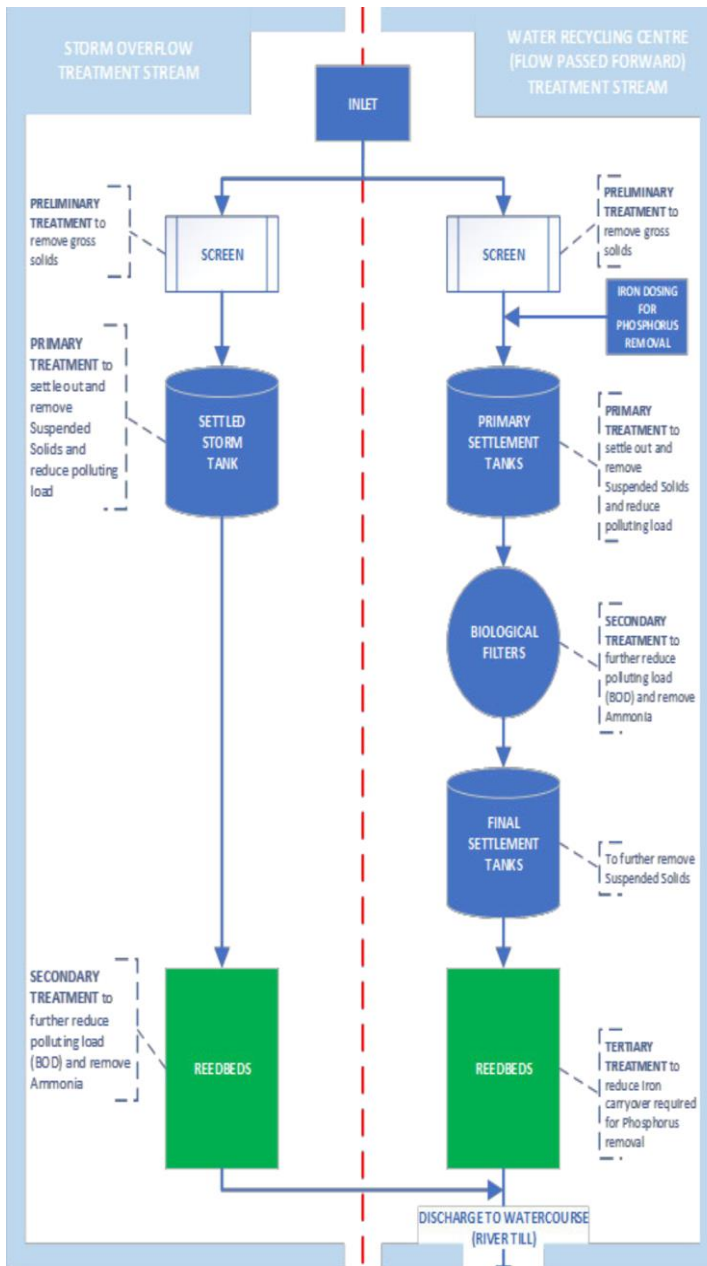 STORM OVERFLOW
TREATMENT STREAM
WATER RECYCLING CENTRE
(FLOW PASSED FORWARD)
TREATMENT STREAM
INLET
PRELIMINARY
TREATMENT to
remove gross
solids
SCREEN
SCREEN
PRELIMINARY
TREATMENT to
remove gross
solids
IRON DOSING
FOR
PHOSPHORUS
REMOVAL
PRIMARY
TREATMENT to
settle out and
remove
Suspended
Solids and
reduce polluting
load
SETTLED
STORM
TANK
PRIMARY
SETTLEMENT
TANKS
PRIMARY
TREATMENT to
settle out and
remove
Suspended Solids
and reduce
polluting load
BIOLOGICAL
FILTERS
SECONDARY
TREATMENT to
further reduce
polluting load
(BOD) and remove
Ammonia
FINAL
SETTLEMENT
TANKS
To further remove
Suspended Solids
SECONDARY
TREATMENT to
further reduce
polluting load
(BOD) and remove
Ammonia
REEDBEDS
REEDBEDS
TERTIARY
TREATMENT to
reduce Iron
carryover required
for Phosphorus
removal
DISCHARGE TO WATERCOURSE
(RIVER TILL)